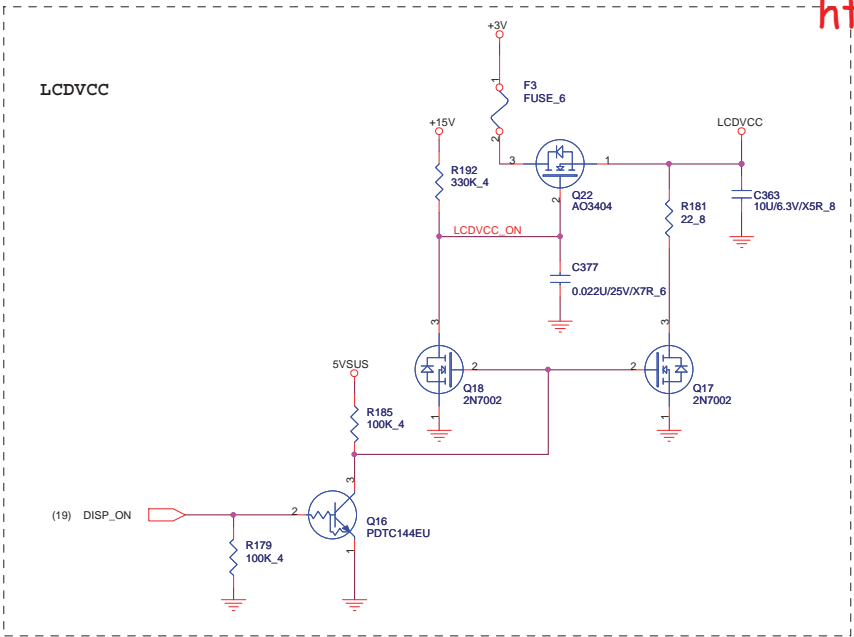 ht
+3V
LCDVCC
1
F3
FUSE_6
2
+15V
LCDVCC
3
1
R192
330K_4
Q22
AO3404
2
C363
10U/6.3V/X5R_8
R181
22_8
LCDVCC_ON
C377
0.022U/25V/X7R_6
3
3
5VSUS
2
2
Q18
2N7002
Q17
2N7002
R185
100K_4
1
1
3
(19) DISP_ON
2
Q16
PDTC144EU
R179
100K_4
1